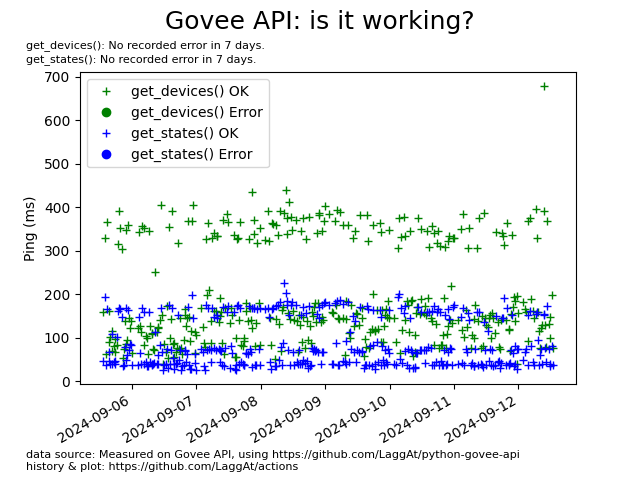 Govee API: is it working?
get_devices(): No recorded error in 7 days.
get_states(): No recorded error in 7 days.
700
600
500
400
300
200
100
0
Ping (ms)
get_devices() OK
get_devices() Error
get_states() OK
get_states() Error
2024-09-06
2024-09-07
2024-09-08
2024-09-09
2024-09-10
2024-09-11
2024-09-12
data source: Measured on Govee API, using https://github.com/LaggAt/python-govee-api
history & plot: https://github.com/LaggAt/actions